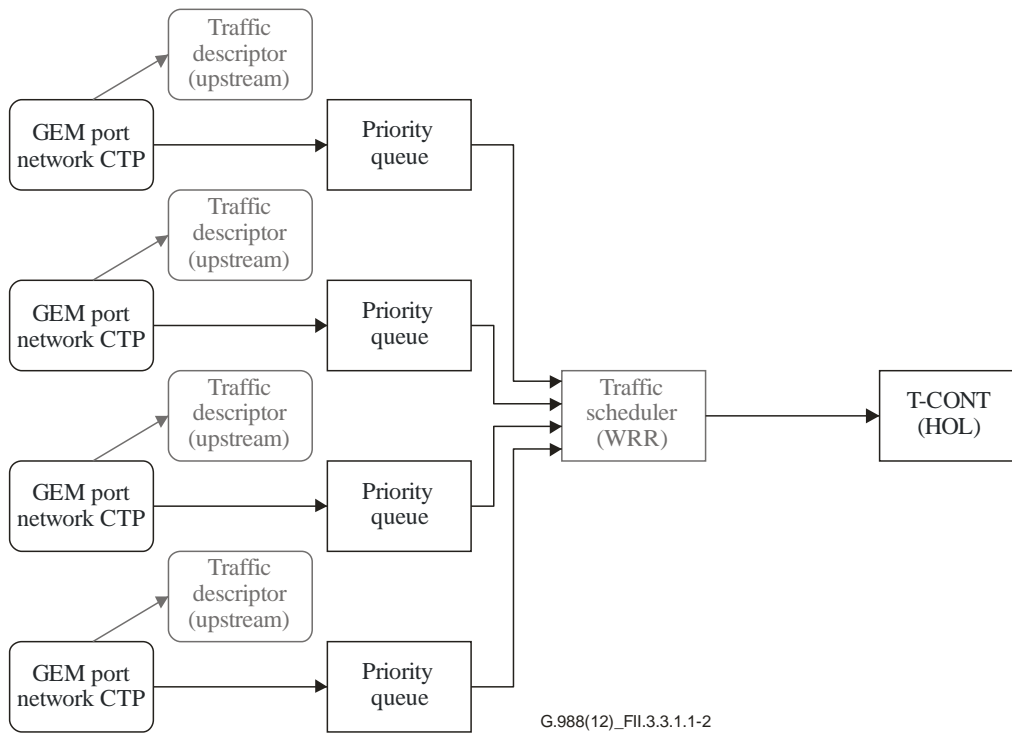 Traffic
descriptor
(upstream)
GEM port
network CTP
Priority
queue
Traffic
descriptor
(upstream)
GEM port
network CTP
Priority
queue
Traffic
descriptor
(upstream)
GEM port
network CTP
Priority
queue
Traffic
descriptor
(upstream)
GEM port
network CTP
Priority
queue
Traffic
scheduler
(WRR)
T-CONT
(HOL)
G.988(12)_FII.3.3.1.1-2